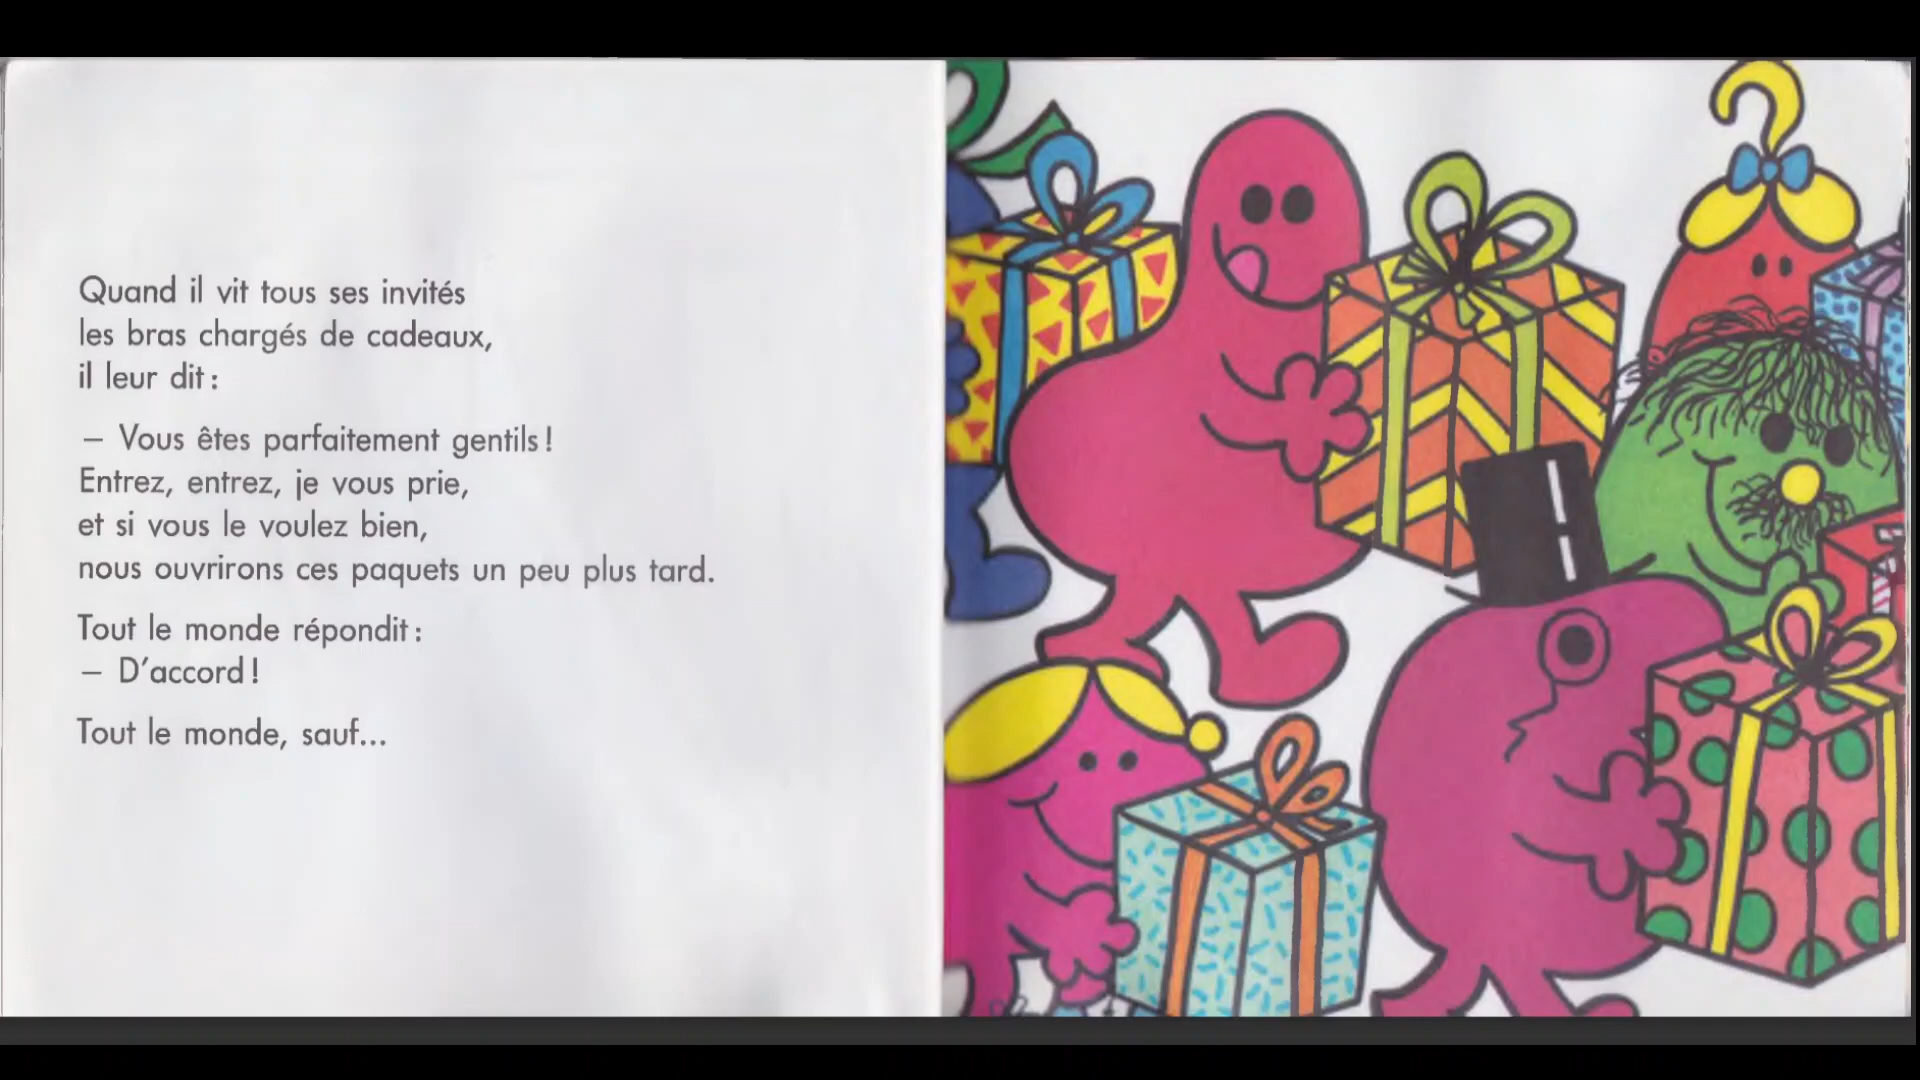 Quand il vit tous ses invités
les bras chargés de cadeaux,
il leur dit :
– Vous êtes parfaitement gentils !
Entrez, entrez, je vous prie,
et si vous le voulez bien,
nous ouvrirons ces paquets un peu plus tard.
Tout le monde répondit :
– D'accord !
Tout le monde, sauf...